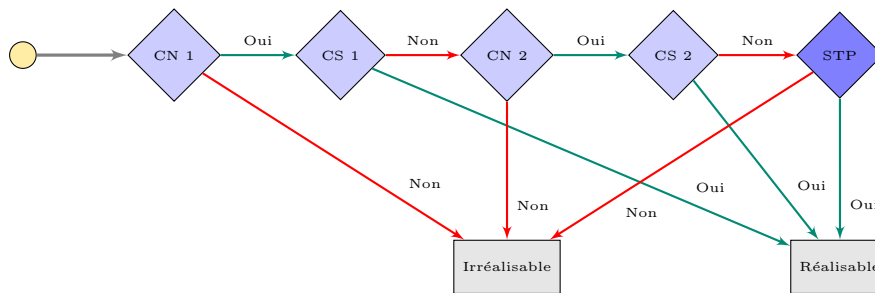 CN 1
Oui
CS 1
Non
CN 2
Oui
CS 2
Non
STP
Non
Non
Oui
Non
Oui
Oui
Irréalisable
Réalisable